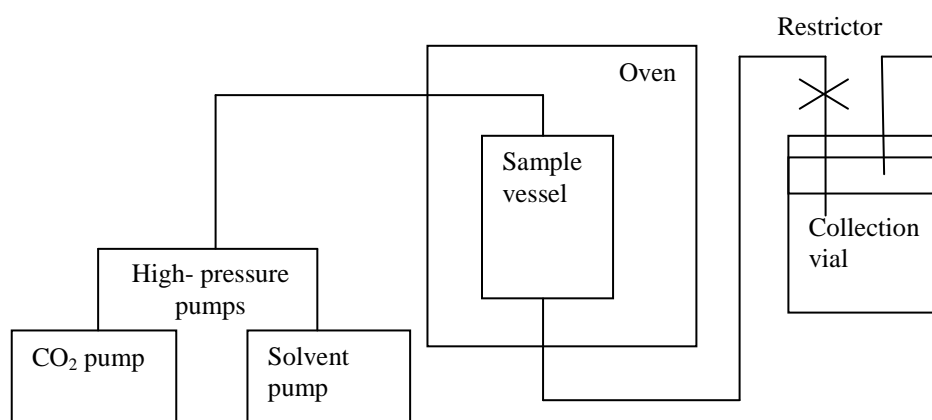 Restrictor
Oven
Sample
vessel
Collection
vial
High- pressure
pumps
CO₂ pump
Solvent
pump